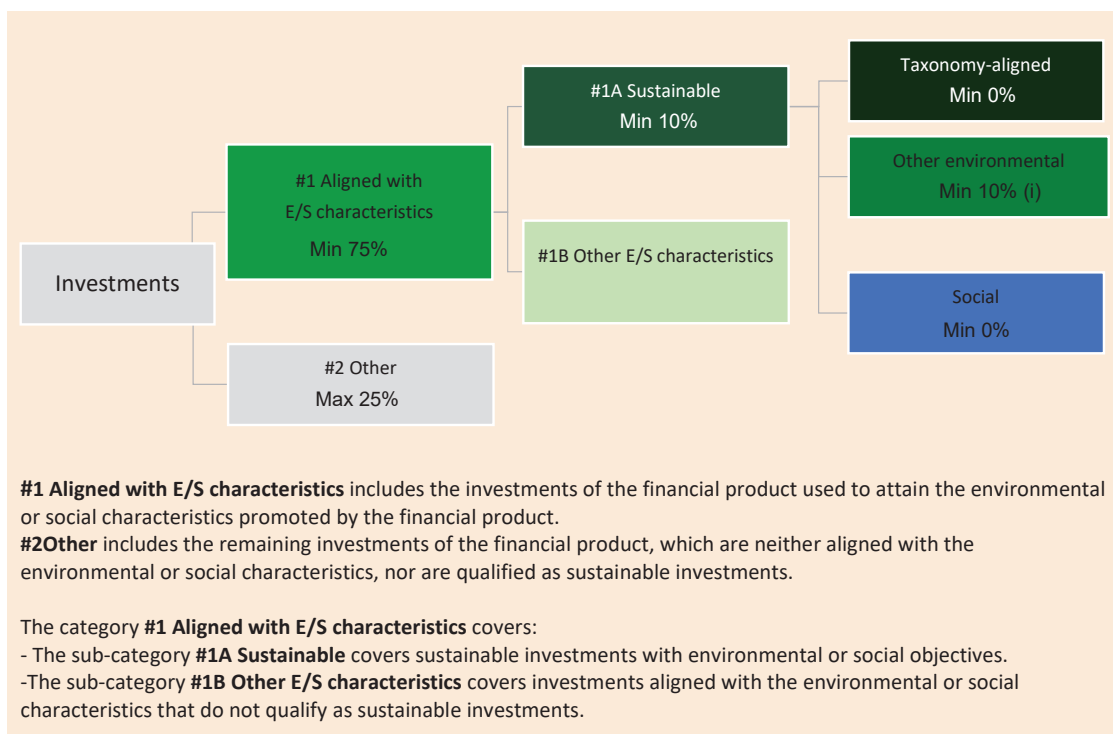 Investments
#1 Aligned with
E/S characteristics
Min 75%
#2 Other
Max 25%
#1A Sustainable
Min 10%
#1B Other E/S characteristics
Taxonomy-aligned
Min 0%
Other environmental
Min 10% (i)
Social
Min 0%
#1 Aligned with E/S characteristics includes the investments of the financial product used to attain the environmental
or social characteristics promoted by the financial product.
#2Other includes the remaining investments of the financial product, which are neither aligned with the
environmental or social characteristics, nor are qualified as sustainable investments.
The category #1 Aligned with E/S characteristics covers:
- The sub-category #1A Sustainable covers sustainable investments with environmental or social objectives.
-The sub-category #1B Other E/S characteristics covers investments aligned with the environmental or social
characteristics that do not qualify as sustainable investments.